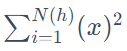 $\sum_{i=1}^{N(h)} (x)^2$